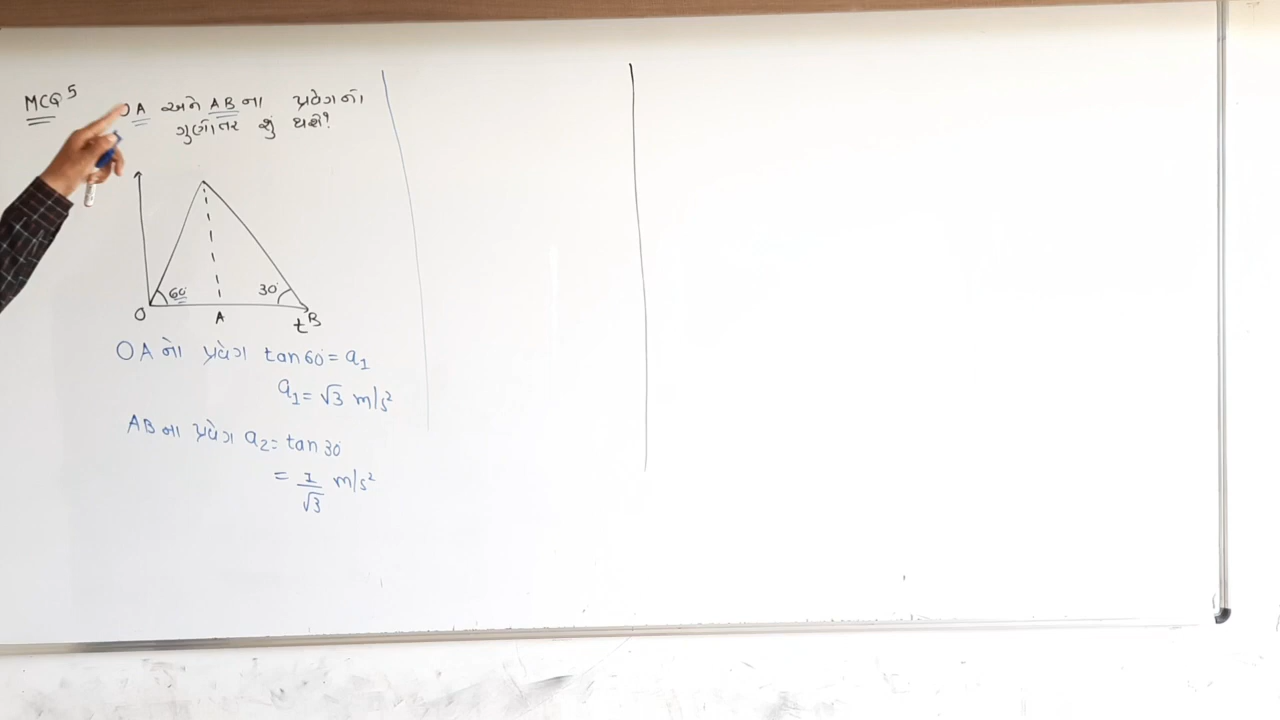 MCQ 5
OA અને AB ના પ્રવેગનાં
ગુણોતર શું થશે?
60°
30°
O
A
B
t
OA નો પ્રવેગ tan 60° = a₁
a₁ = √3 m/s²
AB ના પ્રવેગ a₂ = tan 30°
= 1/√3 m/s²